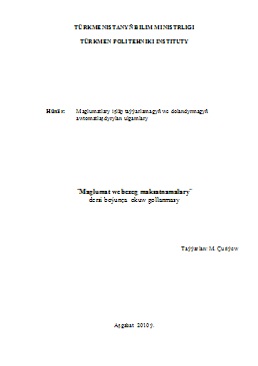 TÜRKMENISTANYŇ BILIM MINISTRLIGI
TÜRKMEN POLITEHNIKI INSTITUTY
Hünär: Maglumatlary işläp taýýarlamagyň we dolandyrmagyň
awtomatlaşdyrylan ulgamlary
"Maglumat we bezeg maksatnamalary"
dersi boýunça okuw gollanmasy
Taýýarlan: M. Çuriýew
Aşgabat 2010 ý.